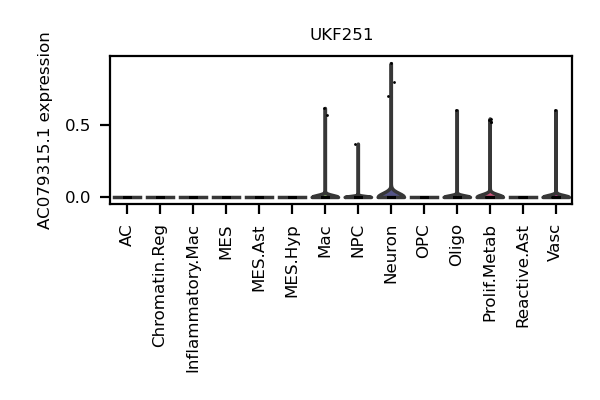 UKF251
AC079315.1 expression
0.5
0.0
AC
Chromatin.Reg
Inflammatory.Mac
MES
MES.Ast
MES.Hyp
Mac
NPC
Neuron
OPC
Oligo
Prolif.Metab
Reactive.Ast
Vasc